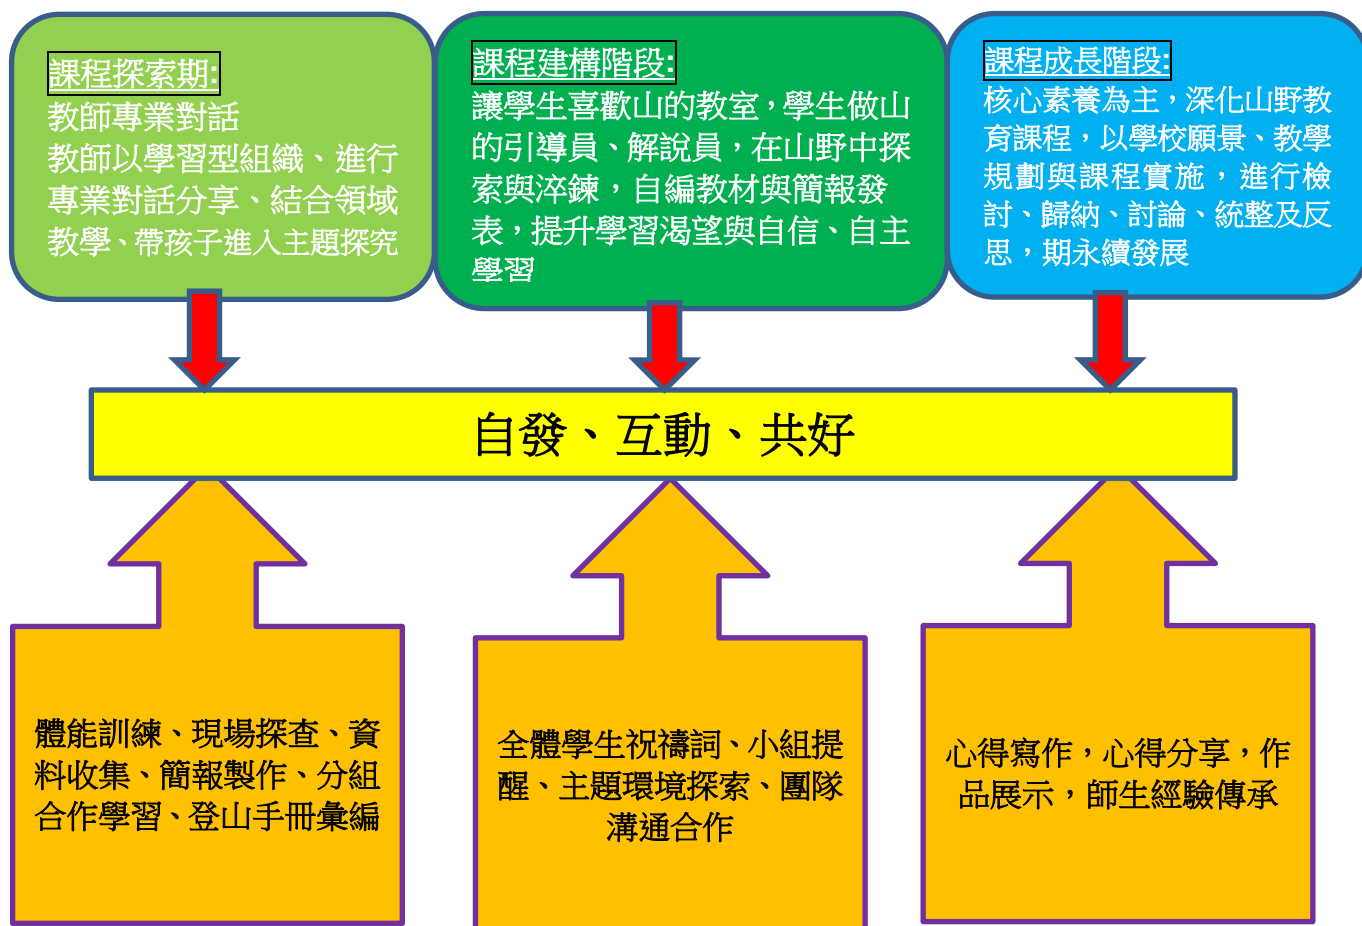 課程探索期:
教師專業對話
教師以學習型組織、進行
專業對話分享、結合領域
教學、帶孩子進入主題探究
課程建構階段:
讓學生喜歡山的教室，學生做山
的引導員、解說員，在山野中探
索與淬鍊，自編教材與簡報發
表，提升學習渴望與自信、自主
學習
課程成長階段:
核心素養為主，深化山野教
育課程，以學校願景、教學
規劃與課程實施，進行檢
討、歸納、討論、統整及反
思，期永續發展
自發、互動、共好
體能訓練、現場探查、資
料收集、簡報製作、分組
合作學習、登山手冊彙編
全體學生祝禱詞、小組提
醒、主題環境探索、團隊
溝通合作
心得寫作，心得分享，作
品展示，師生經驗傳承